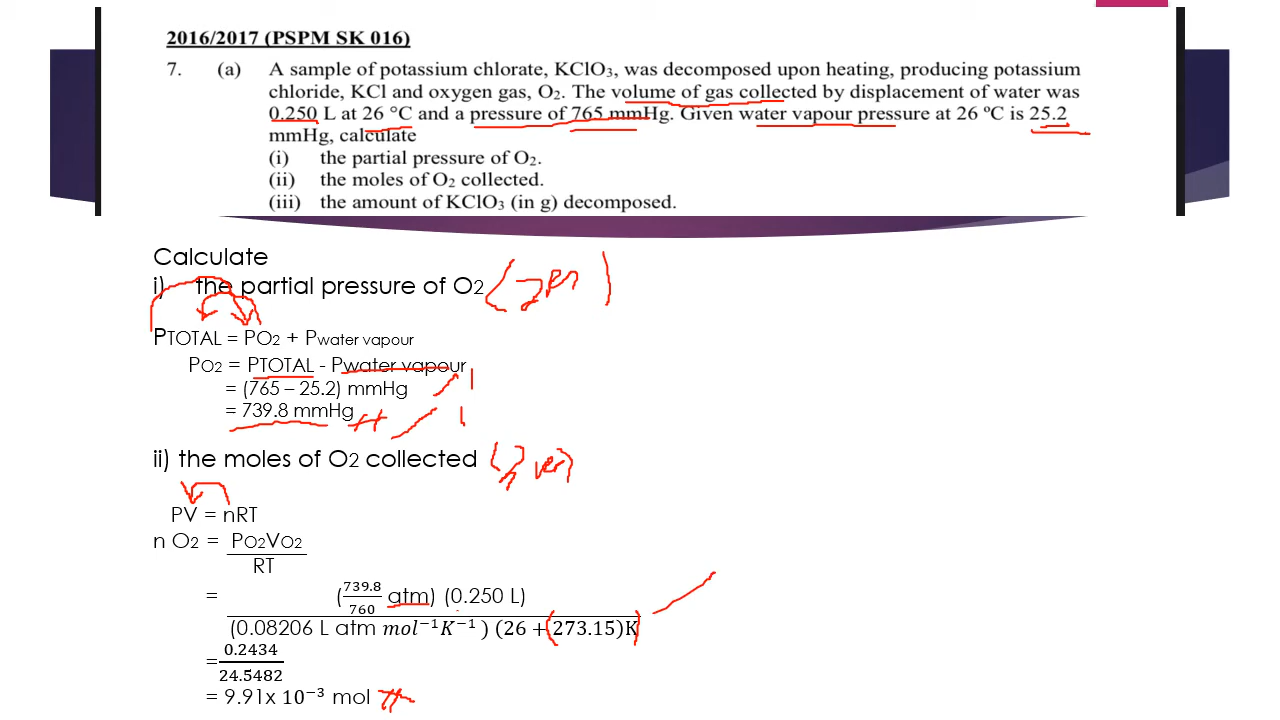 2016/2017 (PSPM SK 016)
7. (a) A sample of potassium chlorate, KClO₃, was decomposed upon heating, producing potassium
chloride, KCl and oxygen gas, O₂. The volume of gas collected by displacement of water was
0.250 L at 26 °C and a pressure of 765 mmHg. Given water vapour pressure at 26 ºC is 25.2
mmHg, calculate
(i) the partial pressure of O₂.
(ii) the moles of O₂ collected.
(iii) the amount of KClO₃ (in g) decomposed.
Calculate
i) the partial pressure of O2
PTOTAL = PO2 + Pwater vapour
PO2 = PTOTAL - Pwater vapour
= (765 – 25.2) mmHg
= 739.8 mmHg
ii) the moles of O2 collected
PV = nRT
n O2 = PO2VO2
RT
= (739.8/760 atm) (0.250 L)
(0.08206 L atm mol⁻¹K⁻¹ ) (26 + 273.15)K
= 0.2434
24.5482
= 9.91x 10⁻³ mol